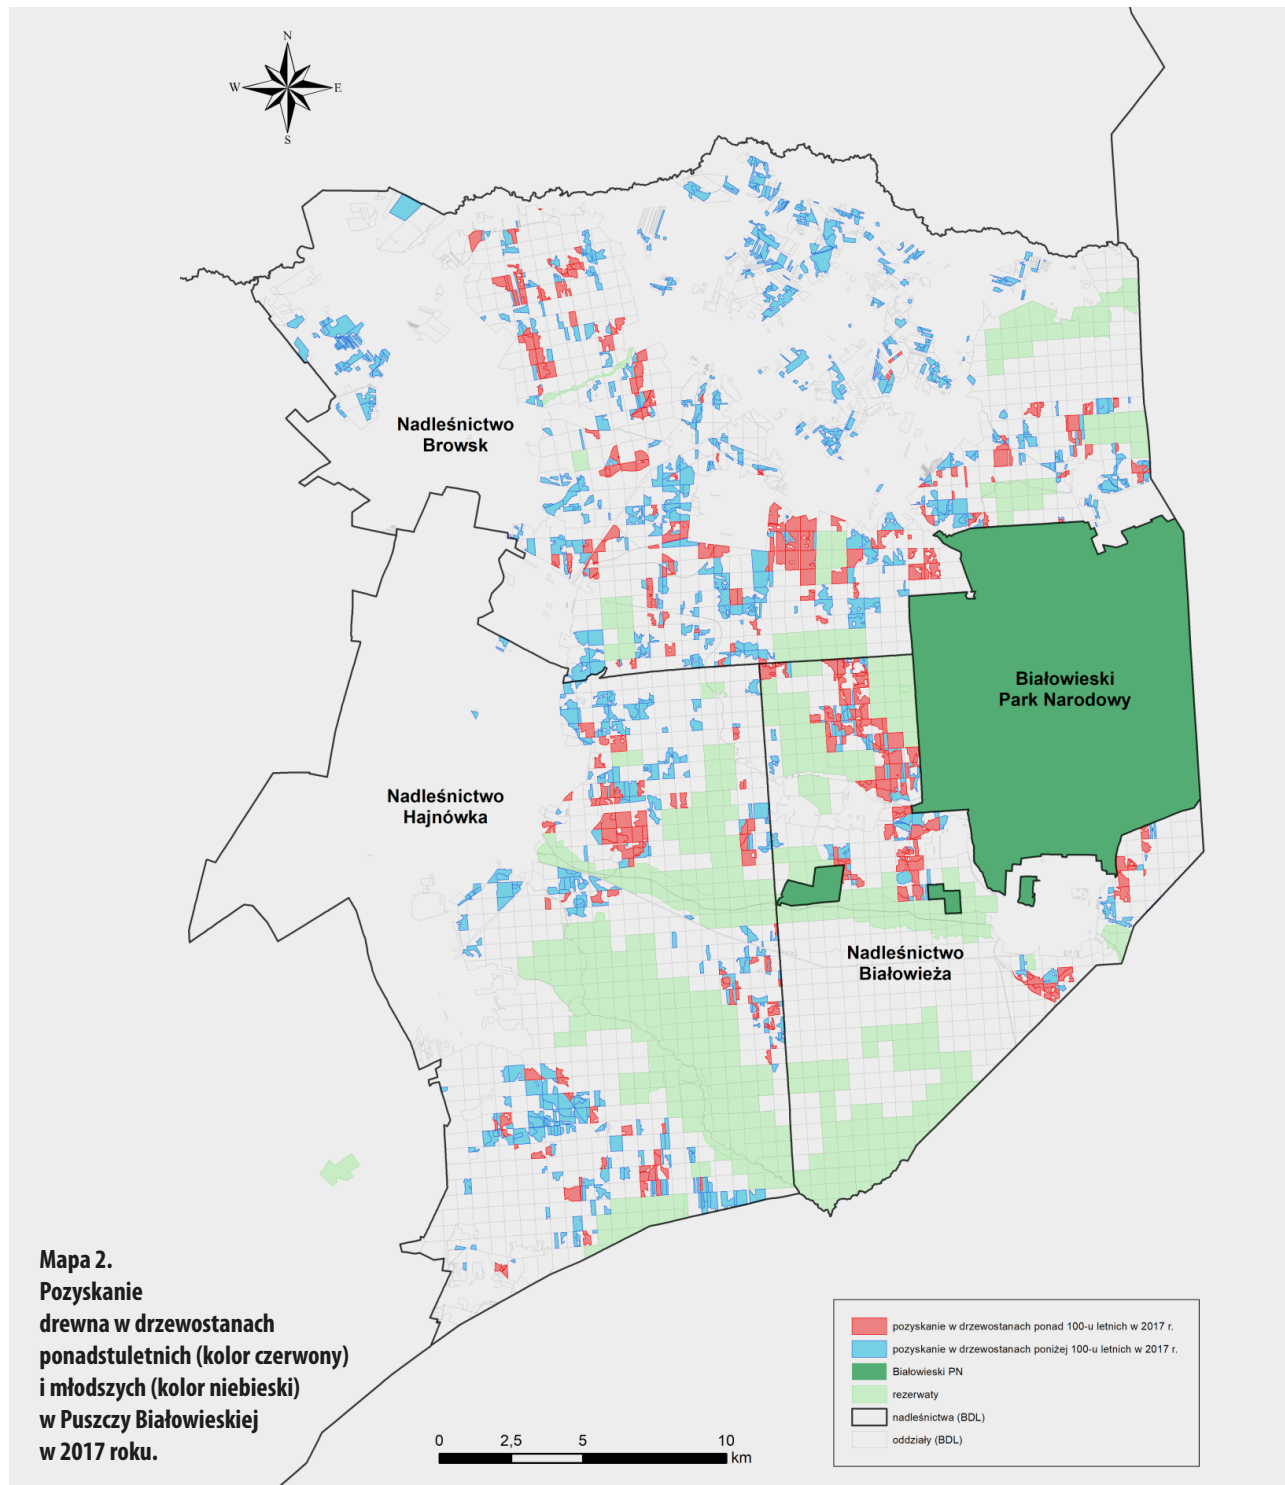 N
W
E
S
Nadleśnictwo
Browsk
Białowieski
Park Narodowy
Nadleśnictwo
Hajnówka
Nadleśnictwo
Białowieża
Mapa 2.
Pozyskanie
drewna w drzewostanach
ponadstuletnich (kolor czerwony)
i młodszych (kolor niebieski)
w Puszczy Białowieskiej
w 2017 roku.
0 2,5 5 10
km
pozyskanie w drzewostanach ponad 100-u letnich w 2017 r.
pozyskanie w drzewostanach poniżej 100-u letnich w 2017 r.
Białowieski PN
rezerwaty
nadleśnictwa (BDL)
oddziały (BDL)